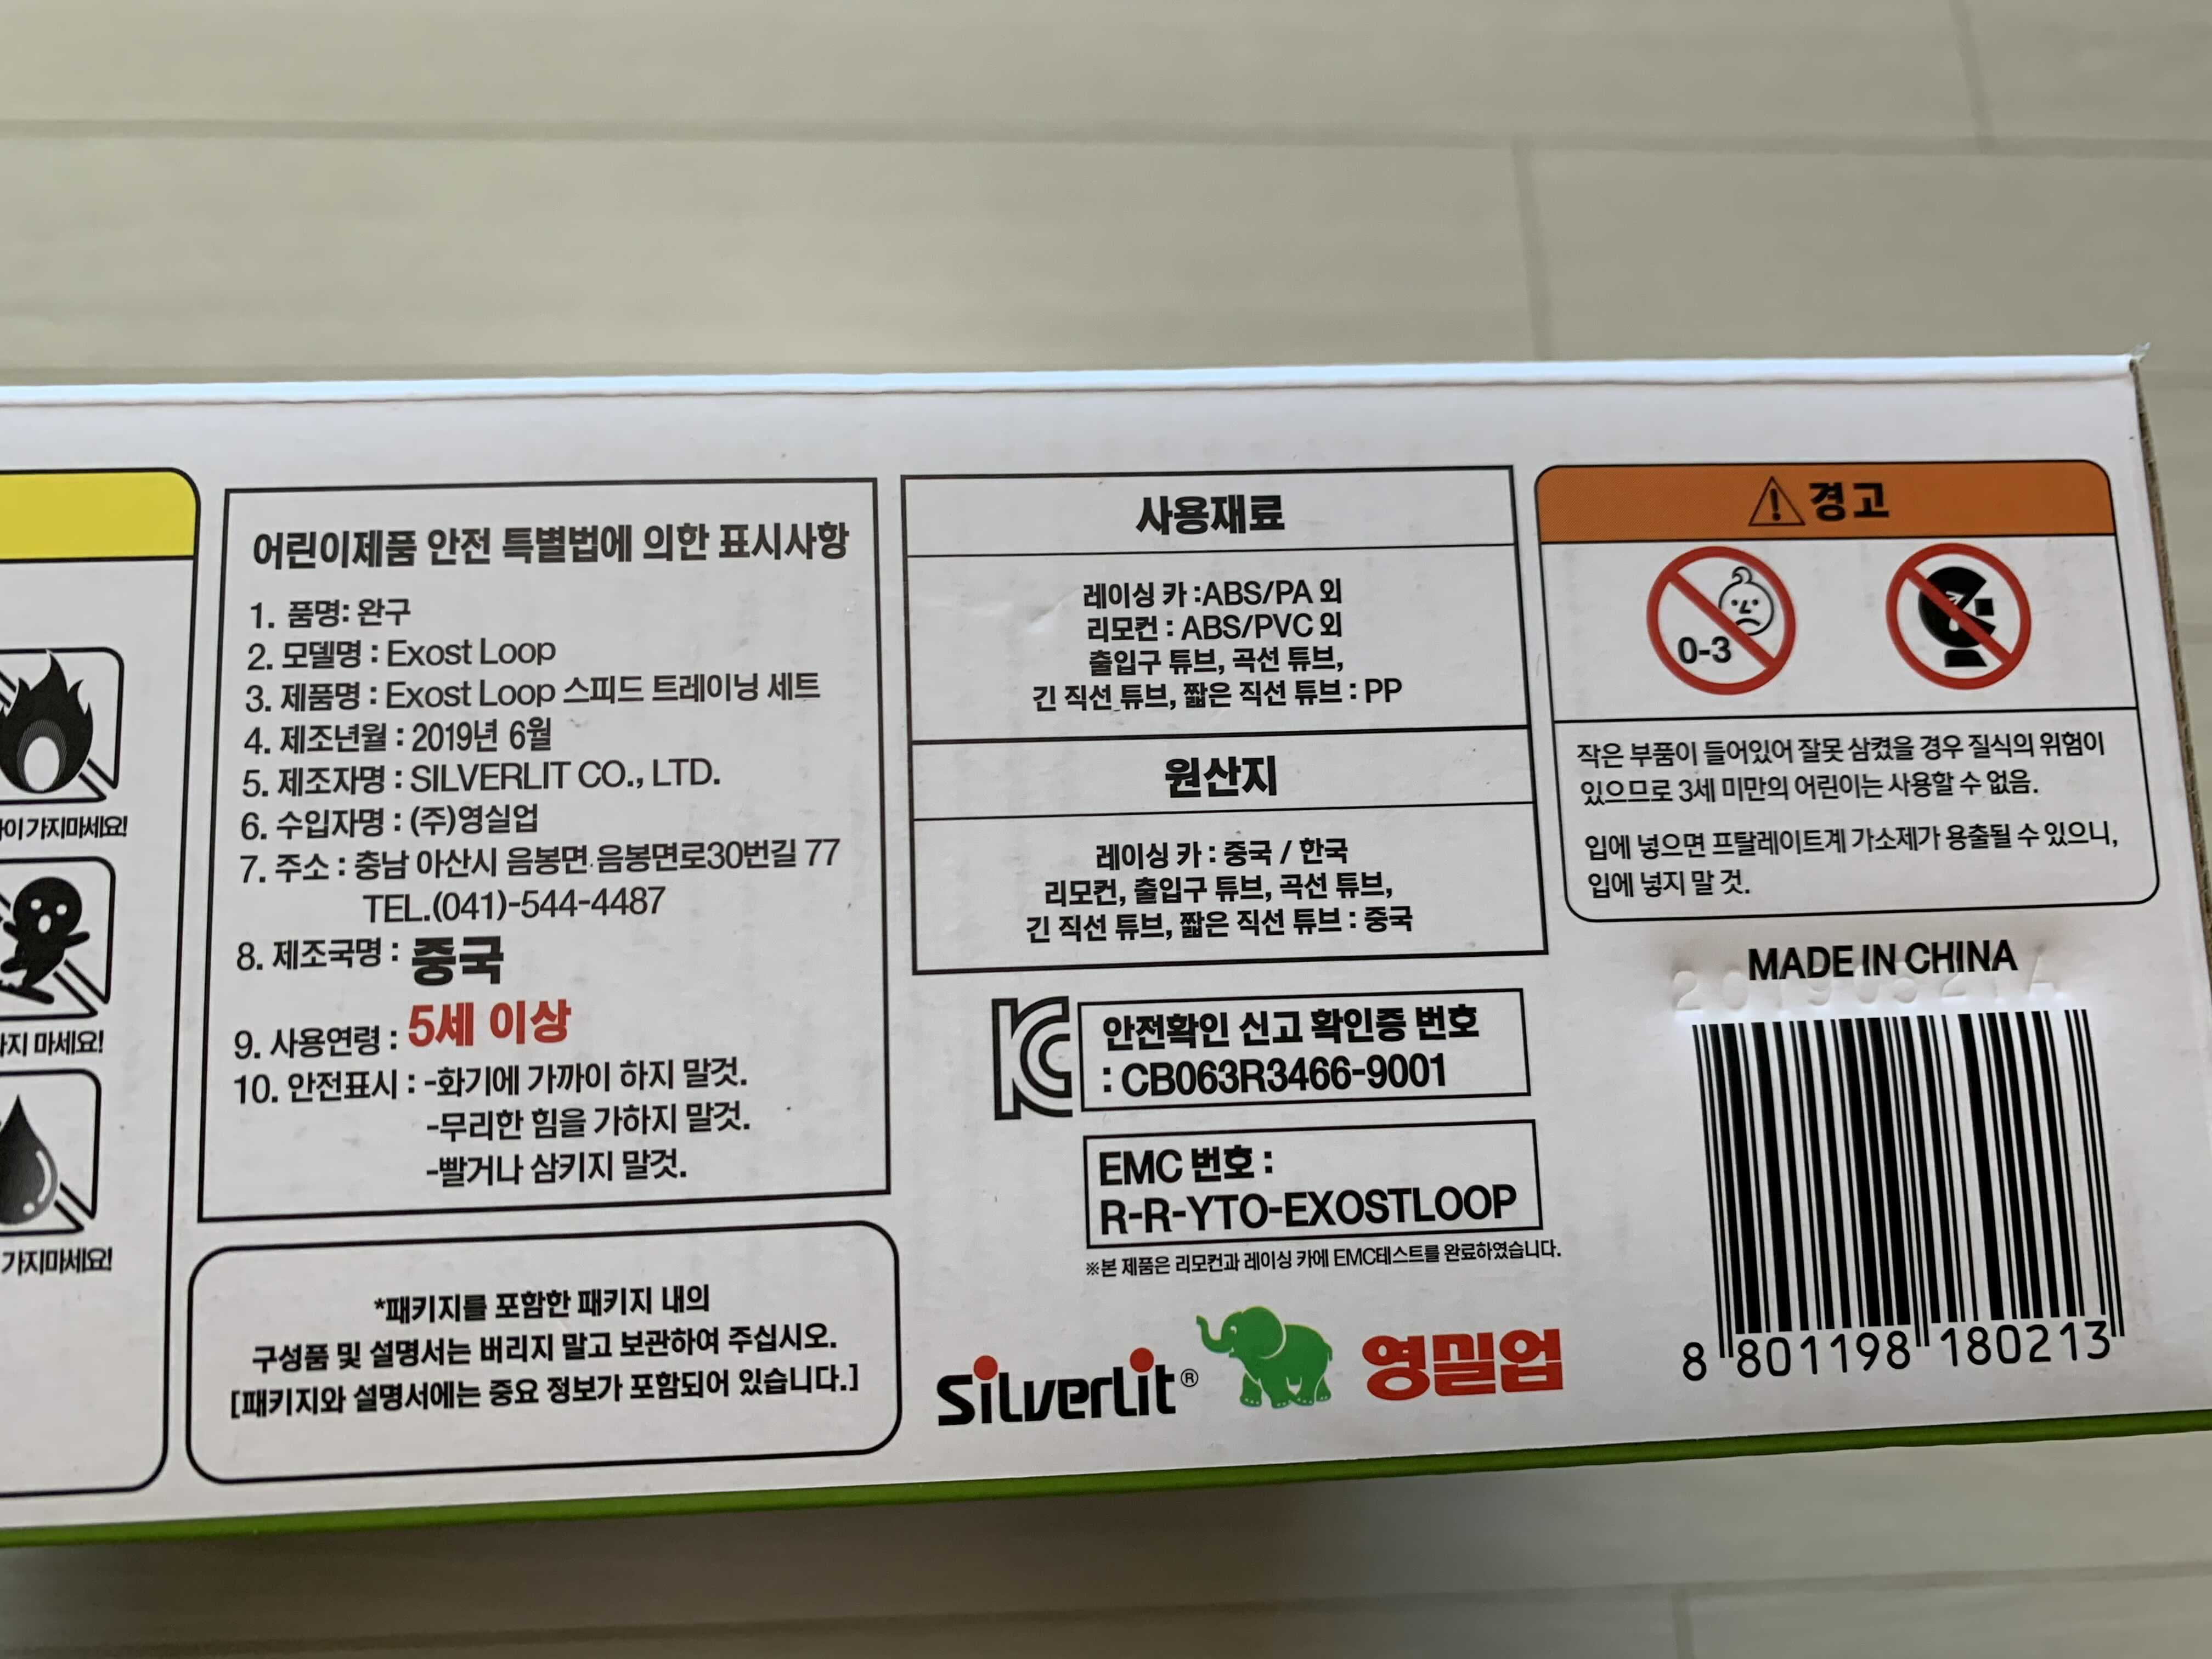 가지마세요!
지 마세요!
가지마세요!
어린이제품 안전 특별법에 의한 표시사항
1. 품명: 완구
2. 모델명 : Exost Loop
3. 제품명 : Exost Loop 스피드 트레이닝 세트
4. 제조년월 : 2019년 6월
5. 제조자명 : SILVERLIT CO., LTD.
6. 수입자명 : (주)영실업
7. 주소 : 충남 아산시 음봉면 음봉면로30번길 77
TEL.(041)-544-4487
8. 제조국명 : 중국
9. 사용연령 : 5세 이상
10. 안전표시 : -화기에 가까이 하지 말것.
-무리한 힘을 가하지 말것.
-빨거나 삼키지 말것.
*패키지를 포함한 패키지 내의
구성품 및 설명서는 버리지 말고 보관하여 주십시오.
[패키지와 설명서에는 중요 정보가 포함되어 있습니다.]
사용재료
레이싱 카 :ABS/PA 외
리모컨 : ABS/PVC 외
출입구 튜브, 곡선 튜브,
긴 직선 튜브, 짧은 직선 튜브 : PP
원산지
레이싱 카 : 중국 / 한국
리모컨, 출입구 튜브, 곡선 튜브,
긴 직선 튜브, 짧은 직선 튜브 : 중국
안전확인 신고 확인증 번호
: CB063R3466-9001
EMC 번호 :
R-R-YTO-EXOSTLOOP
※본 제품은 리모컨과 레이싱 카에 EMC테스트를 완료하였습니다.
Silverlit®
영실업
경고
0-3
작은 부품이 들어있어 잘못 삼켰을 경우 질식의 위험이
있으므로 3세 미만의 어린이는 사용할 수 없음.
입에 넣으면 프탈레이트계 가소제가 용출될 수 있으니,
입에 넣지 말 것.
MADE IN CHINA
20190521A
8 801198 180213